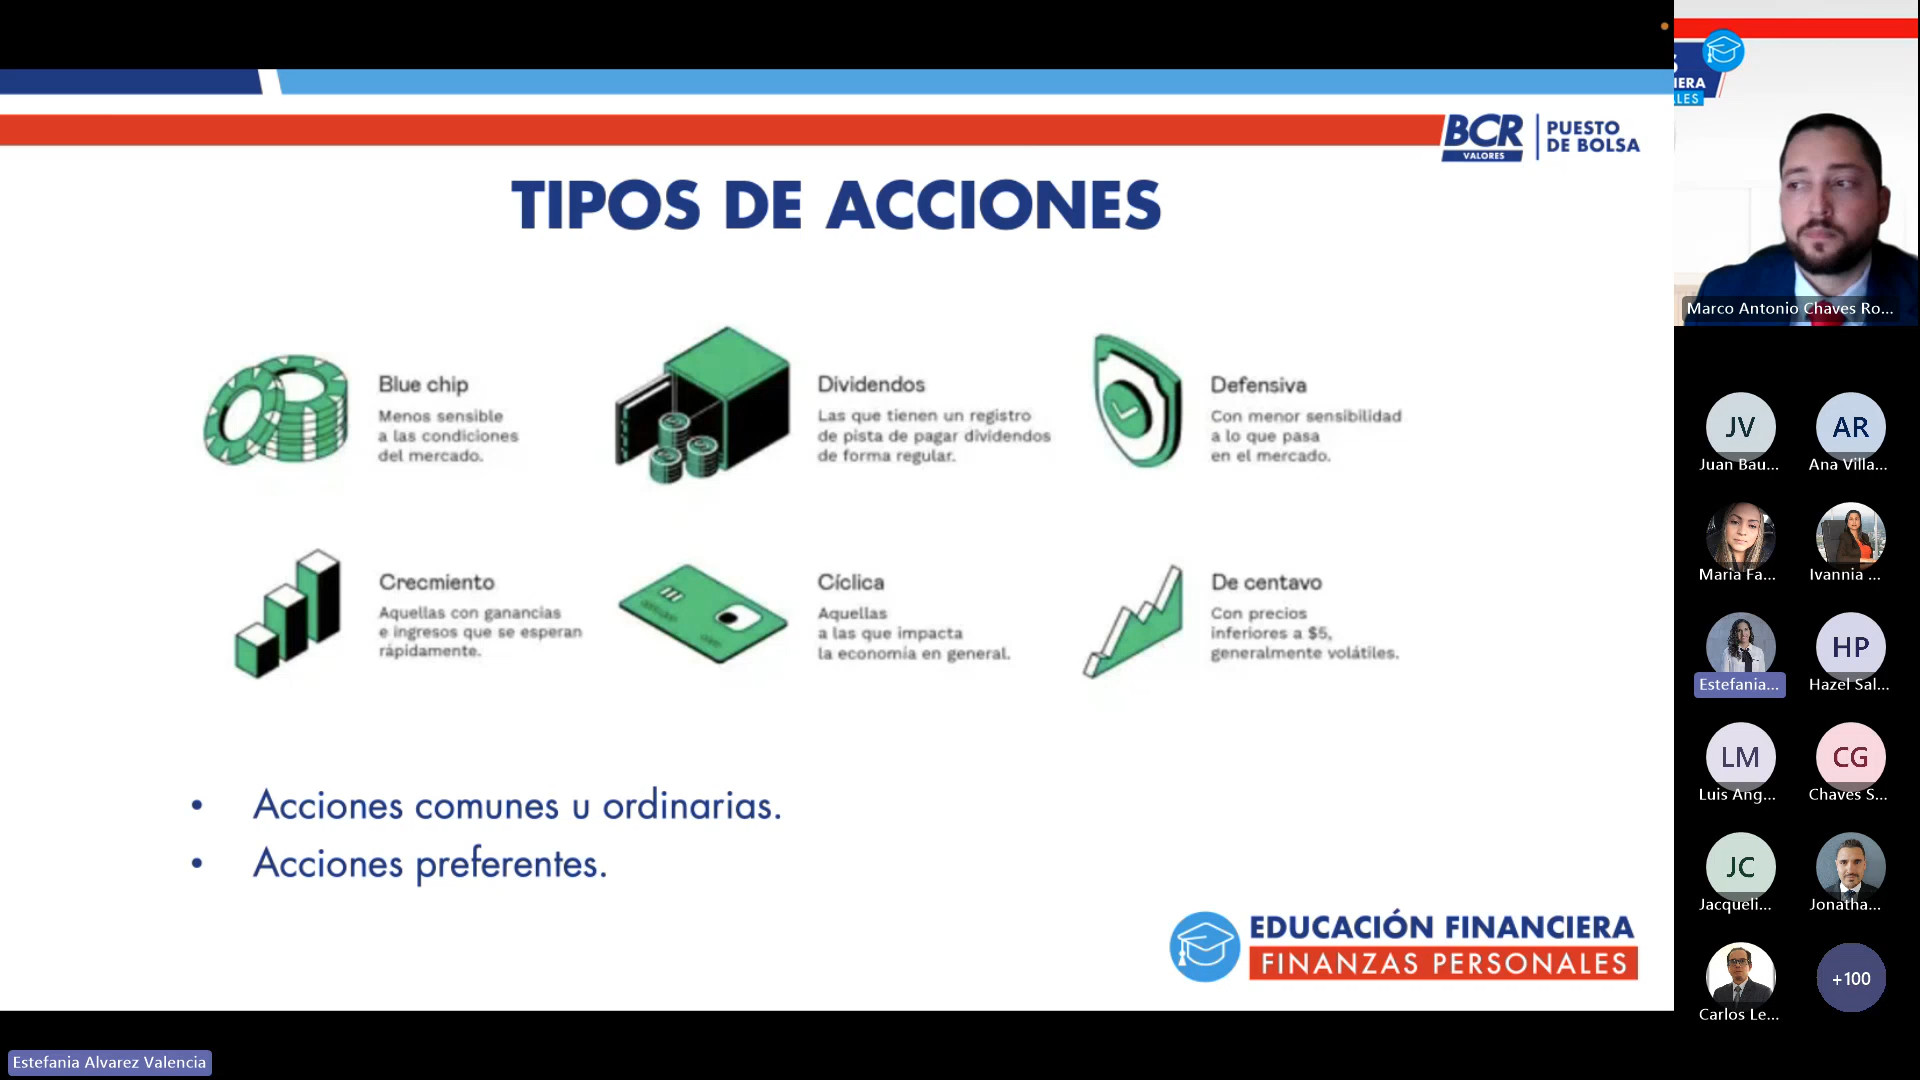 BCR
VALORES
PUESTO
DE BOLSA
TIPOS DE ACCIONES
Blue chip
Menos sensible
a las condiciones
del mercado.
Dividendos
Las que tienen un registro
de pista de pagar dividendos
de forma regular.
Defensiva
Con menor sensibilidad
a lo que pasa
en el mercado.
Crecmiento
Aquellas con ganancias
e ingresos que se esperan
rápidamente.
Cíclica
Aquellas
a las que impacta
la economía en general.
De centavo
Con precios
inferiores a $5,
generalmente volátiles.
• Acciones comunes u ordinarias.
• Acciones preferentes.
EDUCACIÓN FINANCIERA
FINANZAS PERSONALES
Estefania Alvarez Valencia
S
IERA
LES
Marco Antonio Chaves Ro...
JV
AR
Juan Bau...
Ana Villa...
Maria Fa...
Ivannia ...
HP
Estefania...
Hazel Sal...
LM
CG
Luis Ang...
Chaves S...
JC
Jacqueli...
Jonatha...
+100
Carlos Le...